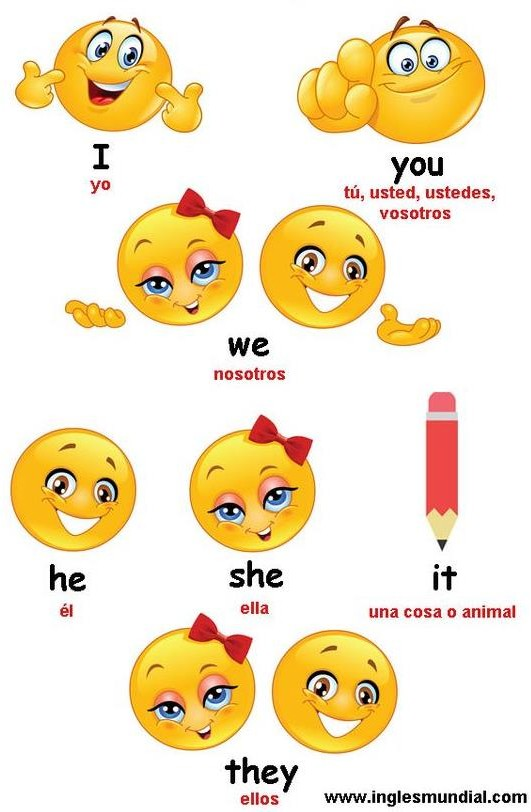 I
yo
you
tú, usted, ustedes,
vosotros
we
nosotros
he
él
she
ella
it
una cosa o animal
they
ellos
www.inglesmundial.com